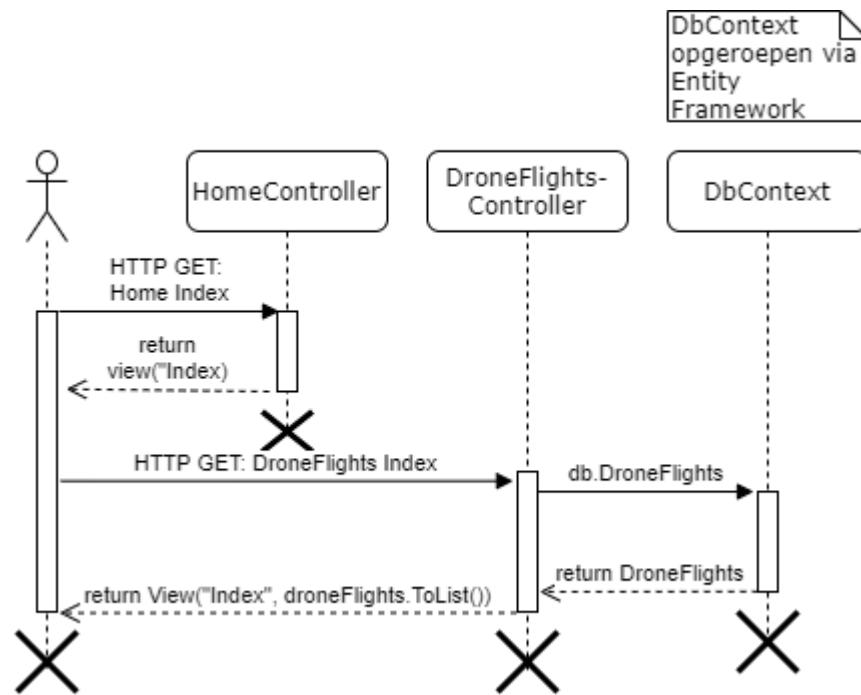 DbContext
opgeroepen via
Entity
Framework
HomeController
DroneFlights-
Controller
DbContext
HTTP GET:
Home Index
return
view("Index)
HTTP GET: DroneFlights Index
db.DroneFlights
return DroneFlights
return View("Index", droneFlights.ToList())